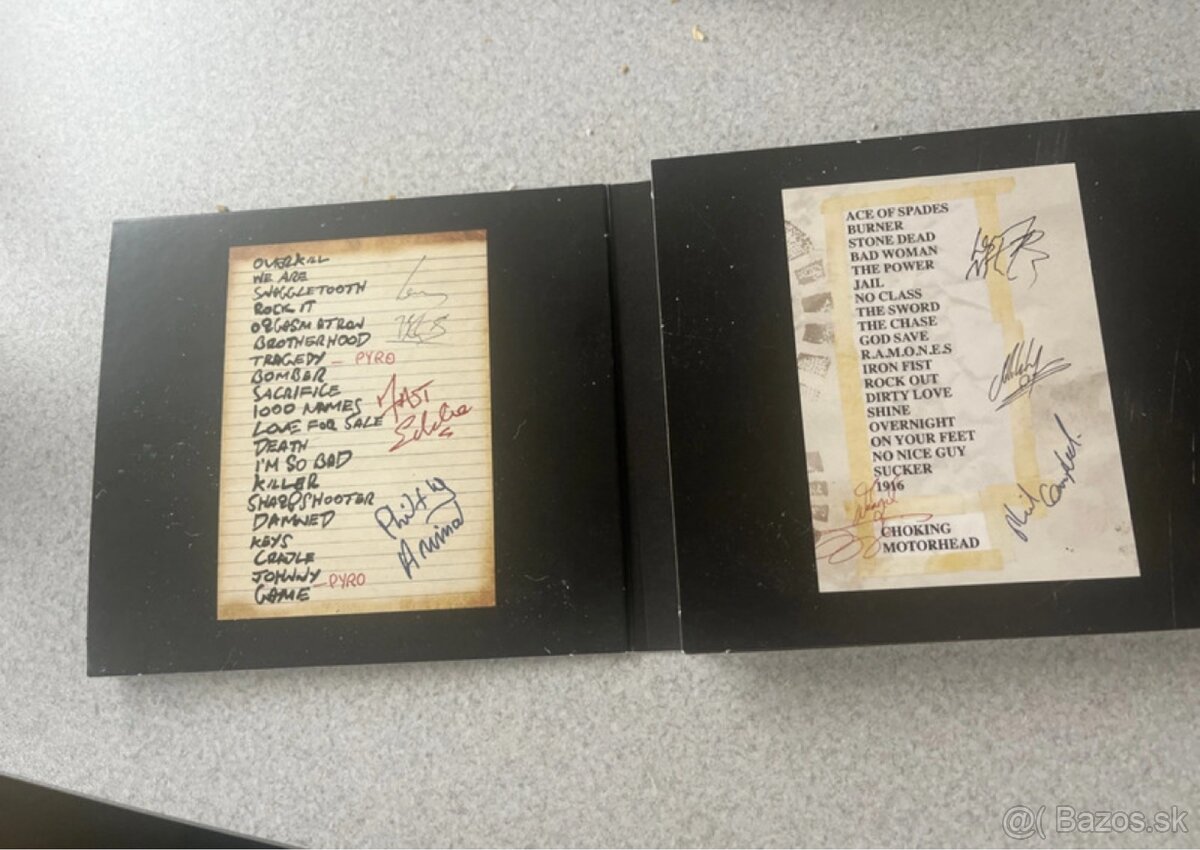 OVERKILL
WE ARE
SNAGGLETOOTH
ROCK IT
ORGASMATRON
BROTHERHOOD
TRAGEDY - PYRO
BOMBER
SACRIFICE
1000 NAMES
LOVE FOR SALE
DEATH
I'M SO BAD
KILLER
SHARPSHOOTER
DAMNED
KEYS
CRADLE
JOHNNY - PYRO
GAME
Lemmy
FAST
Eddie
Philthy
Animal
ACE OF SPADES
BURNER
STONE DEAD
BAD WOMAN
THE POWER
JAIL
NO CLASS
THE SWORD
THE CHASE
GOD SAVE
R.A.M.O.N.E.S
IRON FIST
ROCK OUT
DIRTY LOVE
SHINE
OVERNIGHT
ON YOUR FEET
NO NICE GUY
SUCKER
1916
CHOKING
MOTORHEAD
Phil Campbell
@( Bazos.sk